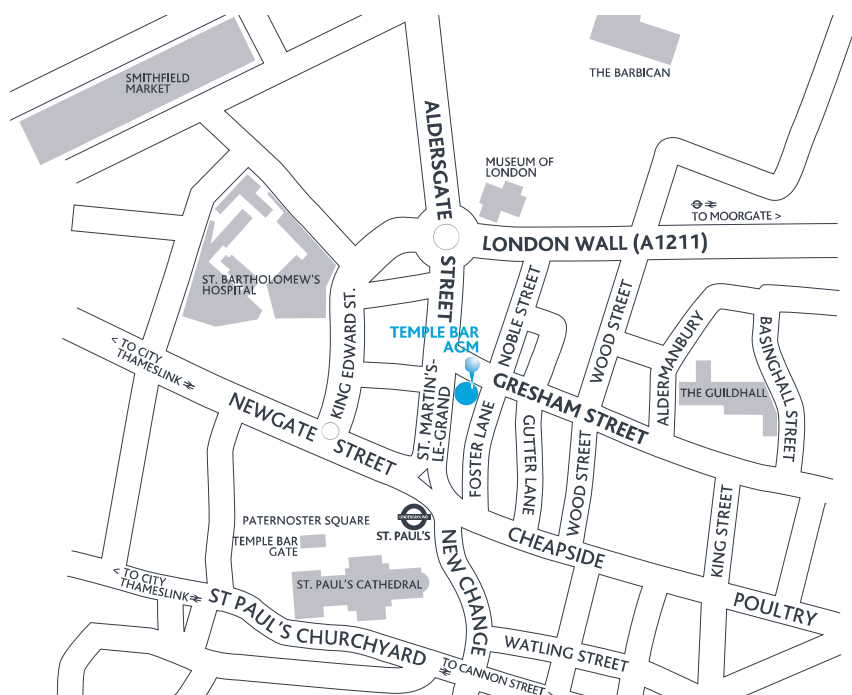 SMITHFIELD
MARKET
THE BARBICAN
ALDERSGATE
STREET
MUSEUM OF
LONDON
TO MOORGATE >
LONDON WALL (A1211)
ST. BARTHOLOMEW'S
HOSPITAL
KING EDWARD ST.
NOBLE STREET
WOOD STREET
TEMPLE BAR
AGM
ALDERMANBURY
BASINGHALL STREET
< TO CITY
THAMESLINK
ST. MARTIN'S-
LE-GRAND
GRESHAM STREET
THE GUILDHALL
NEWGATE
STREET
FOSTER LANE
GUTTER LANE
WOOD STREET
KING STREET
PATERNOSTER SQUARE
UNDERGROUND
ST. PAUL'S
TEMPLE BAR
GATE
NEW CHANGE
CHEAPSIDE
< TO CITY
THAMESLINK
ST. PAUL'S CATHEDRAL
POULTRY
ST PAUL'S CHURCHYARD
WATLING STREET
TO CANNON STREET >